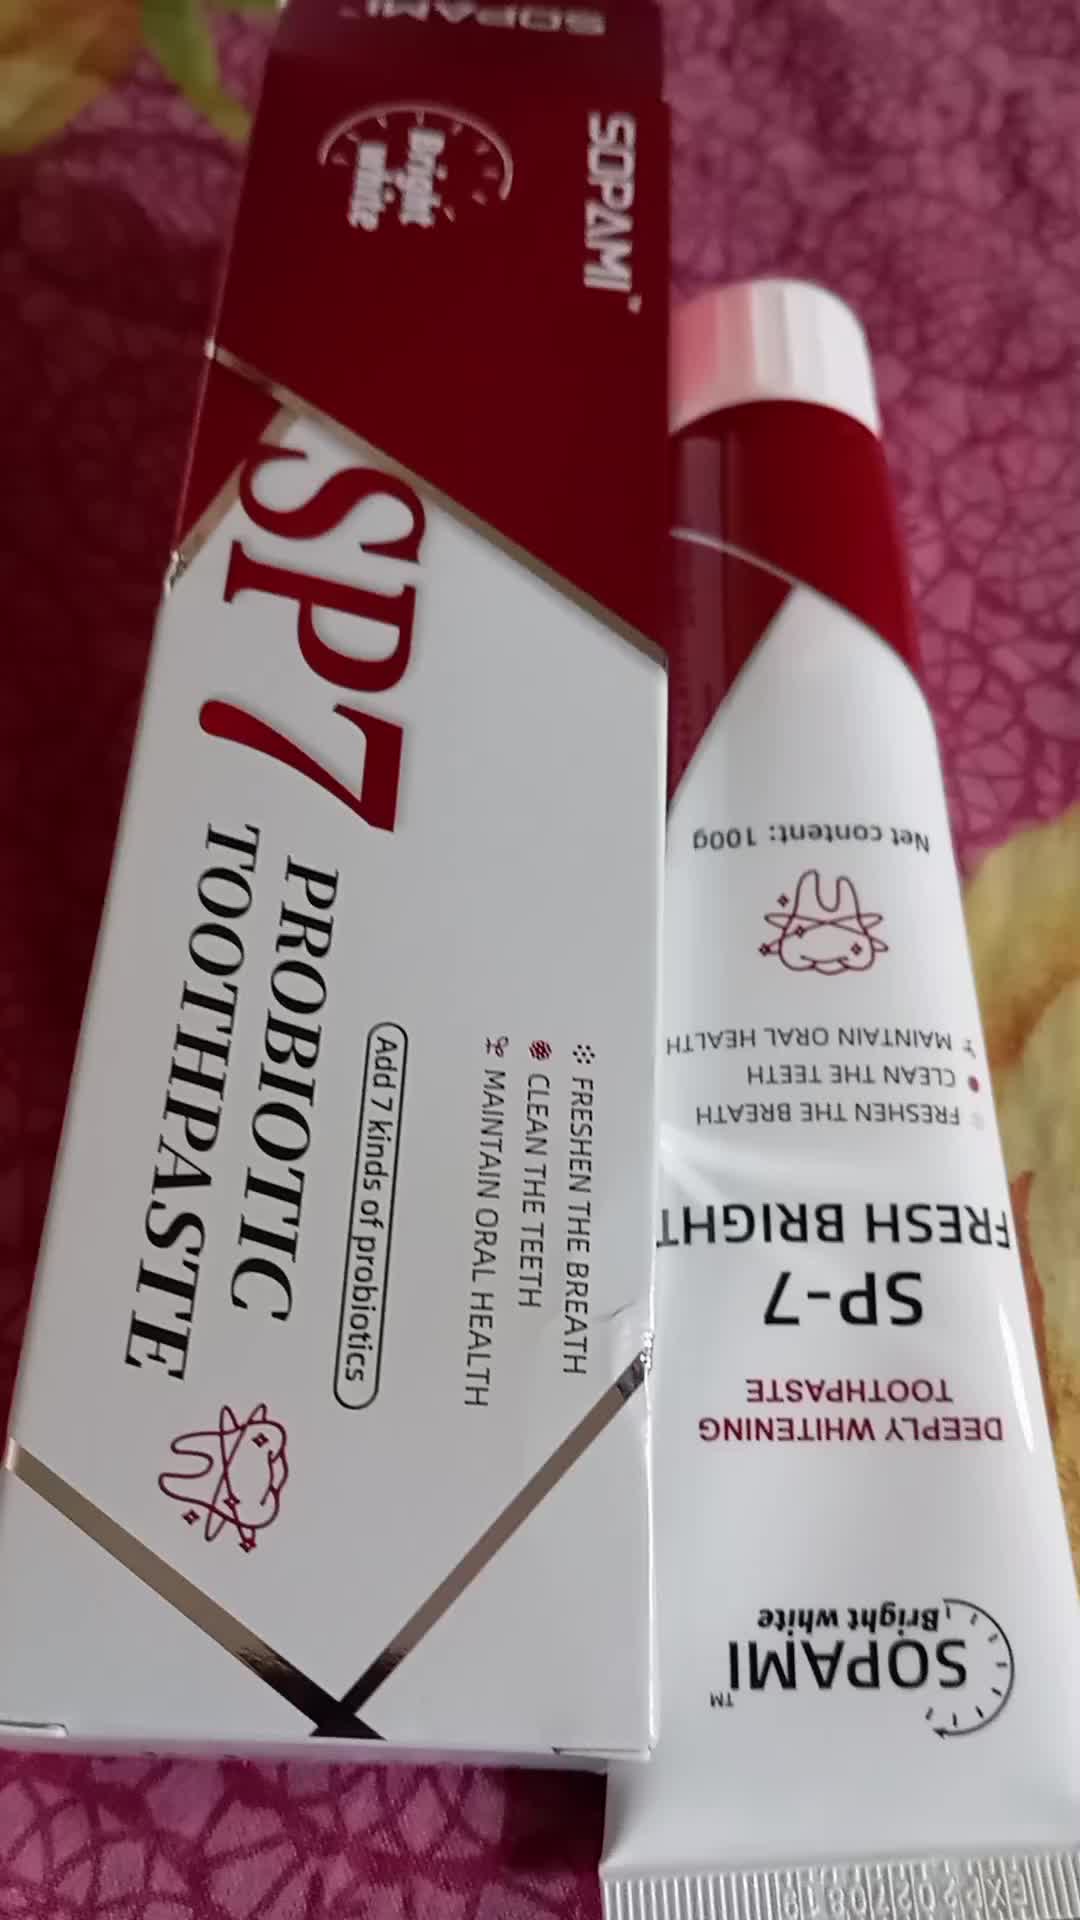 SOPAMI
SOPAMI™
Bright
white
SP7
PROBIOTIC
TOOTHPASTE
Add 7 kinds of probiotics
FRESHEN THE BREATH
CLEAN THE TEETH
MAINTAIN ORAL HEALTH
SOPAMI™
Bright white
DEEPLY WHITENING
TOOTHPASTE
SP-7
FRESH BRIGHT
FRESHEN THE BREATH
CLEAN THE TEETH
MAINTAIN ORAL HEALTH
Net content: 100g